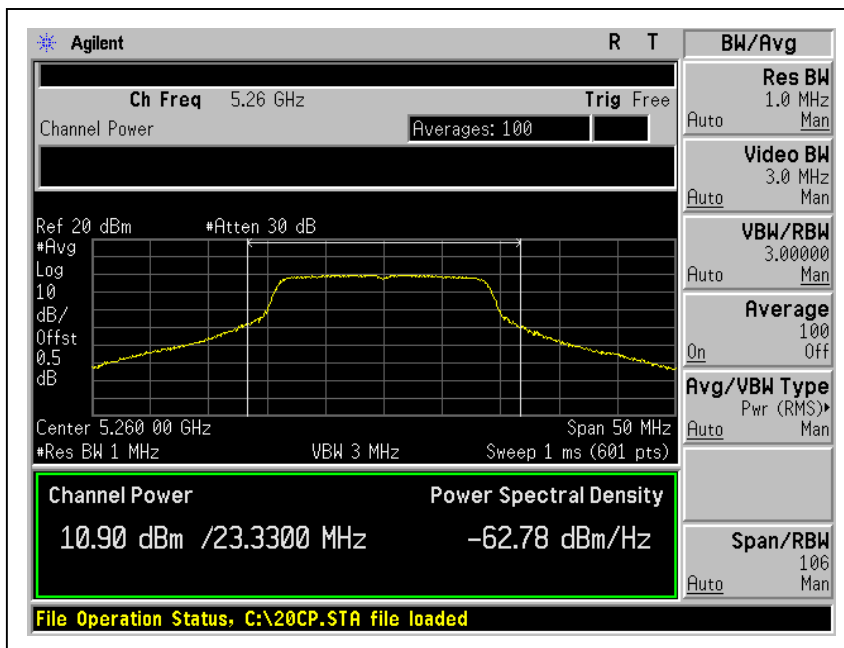 Agilent R T
Ch Freq 5.26 GHz Trig Free
Channel Power Averages: 100
Ref 20 dBm #Atten 30 dB
#Avg
Log
10
dB/
Offst
0.5
dB
Center 5.260 00 GHz Span 50 MHz
#Res BW 1 MHz VBW 3 MHz Sweep 1 ms (601 pts)
Channel Power Power Spectral Density
10.90 dBm /23.3300 MHz -62.78 dBm/Hz
File Operation Status, C:\20CP.STA file loaded
BW/Avg
Res BW
1.0 MHz
Auto Man
Video BW
3.0 MHz
Auto Man
VBW/RBW
3.00000
Auto Man
Average
100
On Off
Avg/VBW Type
Pwr (RMS)▸
Auto Man
Span/RBW
106
Auto Man